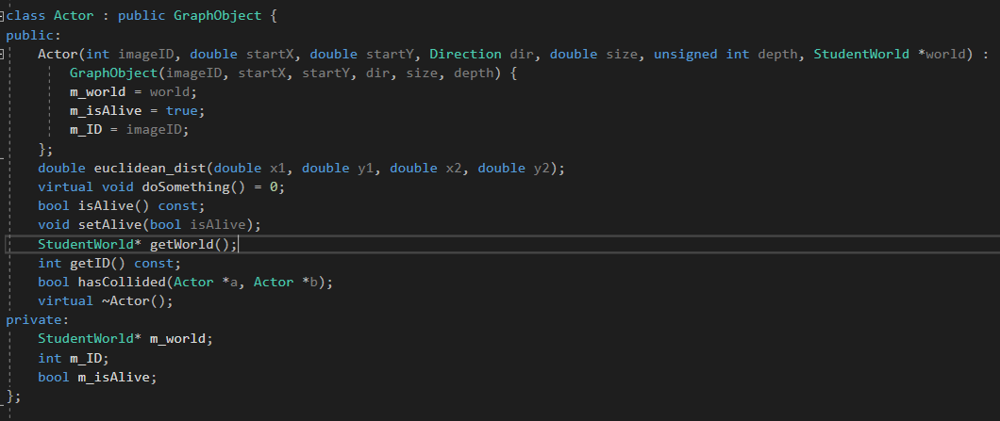 class Actor : public GraphObject {
public:
    Actor(int imageID, double startX, double startY, Direction dir, double size, unsigned int depth, StudentWorld *world) :
        GraphObject(imageID, startX, startY, dir, size, depth) {
        m_world = world;
        m_isAlive = true;
        m_ID = imageID;
    };
    double euclidean_dist(double x1, double y1, double x2, double y2);
    virtual void doSomething() = 0;
    bool isAlive() const;
    void setAlive(bool isAlive);
    StudentWorld* getWorld();
    int getID() const;
    bool hasCollided(Actor *a, Actor *b);
    virtual ~Actor();
private:
    StudentWorld* m_world;
    int m_ID;
    bool m_isAlive;
};